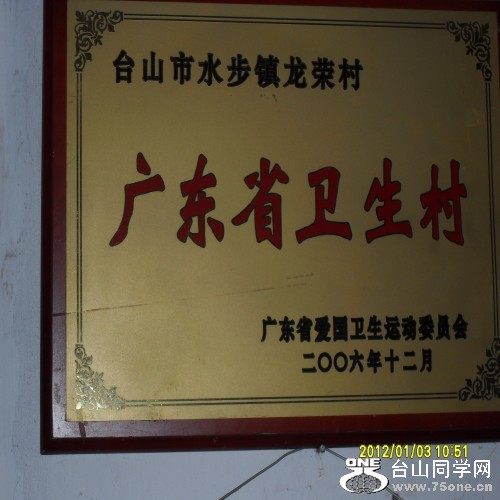 台山市水步镇龙荣村
广东省卫生村
广东省爱国卫生运动委员会
二〇〇六年十二月
2012/01/03 10:51
ONE 台山同学网
www.75one.cn